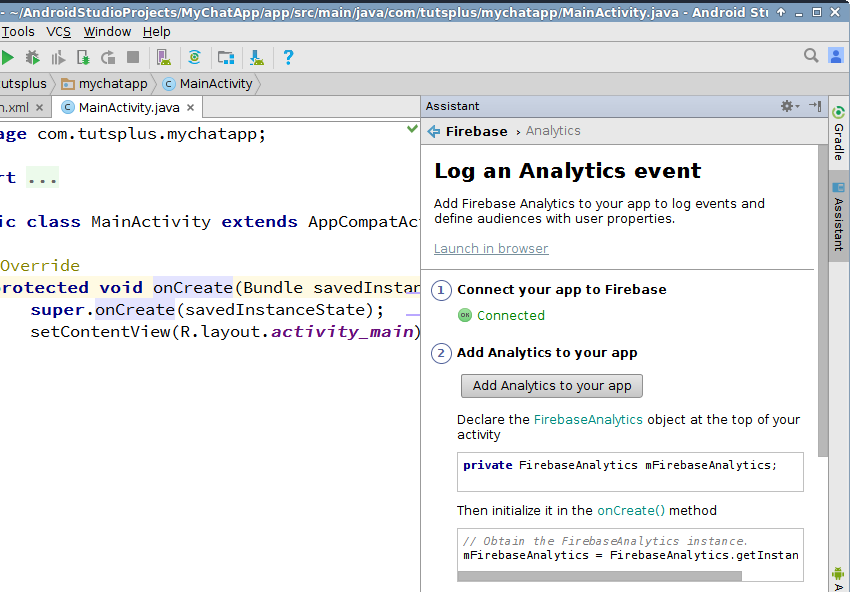 - ~/AndroidStudioProjects/MyChatApp/app/src/main/java/com/tutsplus/mychatapp/MainActivity.java - Android Stu
Tools VCS Window Help
?
utsplus mychatapp C MainActivity
n.xml × C MainActivity.java ×
age com.tutsplus.mychatapp;
rt ...
ic class MainActivity extends AppCompatAct
Override
rotected void onCreate(Bundle savedInstan
super.onCreate(savedInstanceState);
setContentView(R.layout.activity_main)
Assistant
Firebase › Analytics
Log an Analytics event
Add Firebase Analytics to your app to log events and
define audiences with user properties.
Launch in browser
1 Connect your app to Firebase
OK Connected
2 Add Analytics to your app
Add Analytics to your app
Declare the FirebaseAnalytics object at the top of your
activity
private FirebaseAnalytics mFirebaseAnalytics;
Then initialize it in the onCreate() method
// Obtain the FirebaseAnalytics instance.
mFirebaseAnalytics = FirebaseAnalytics.getInstan
Gradle
Assistant
A